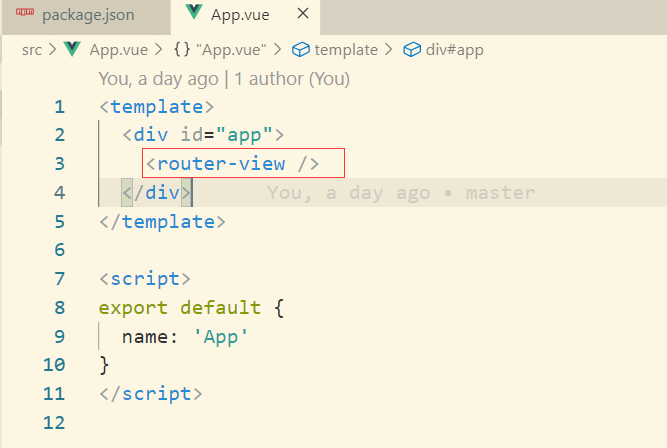 package.json App.vue
src > App.vue > {} "App.vue" > template > div#app
You, a day ago | 1 author (You)
1 <template>
2 <div id="app">
3 <router-view />
4 </div> You, a day ago • master
5 </template>
6
7 <script>
8 export default {
9 name: 'App'
10 }
11 </script>
12